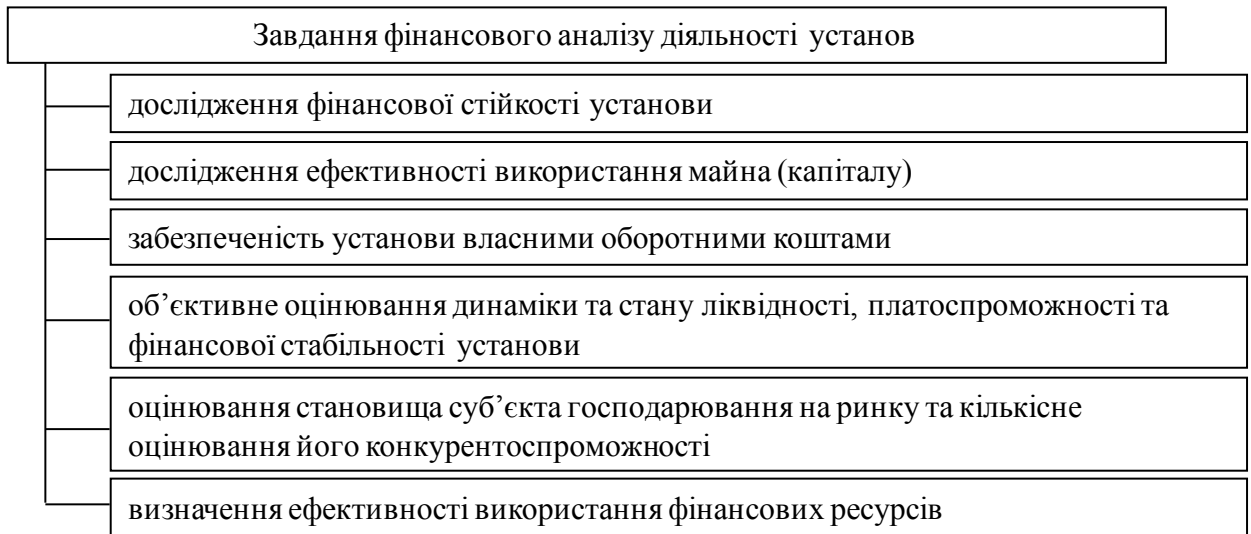 Завдання фінансового аналізу діяльності установ
дослідження фінансової стійкості установи
дослідження ефективності використання майна (капіталу)
забезпеченість установи власними оборотними коштами
об’єктивне оцінювання динаміки та стану ліквідності, платоспроможності та
фінансової стабільності установи
оцінювання становища суб’єкта господарювання на ринку та кількісне
оцінювання його конкурентоспроможності
визначення ефективності використання фінансових ресурсів